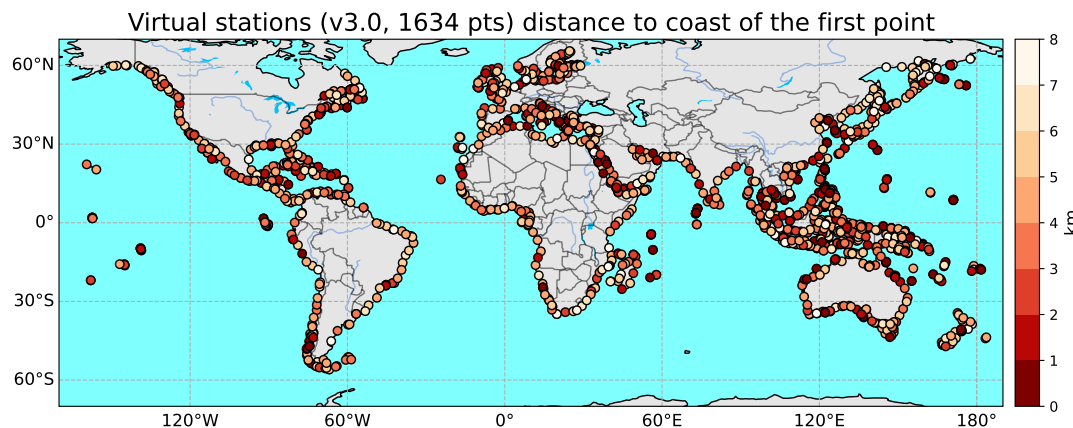 Virtual stations (v3.0, 1634 pts) distance to coast of the first point
60°N
30°N
0°
30°S
60°S
120°W
60°W
0°
60°E
120°E
180°
8
7
6
5
4
3
2
1
0
km